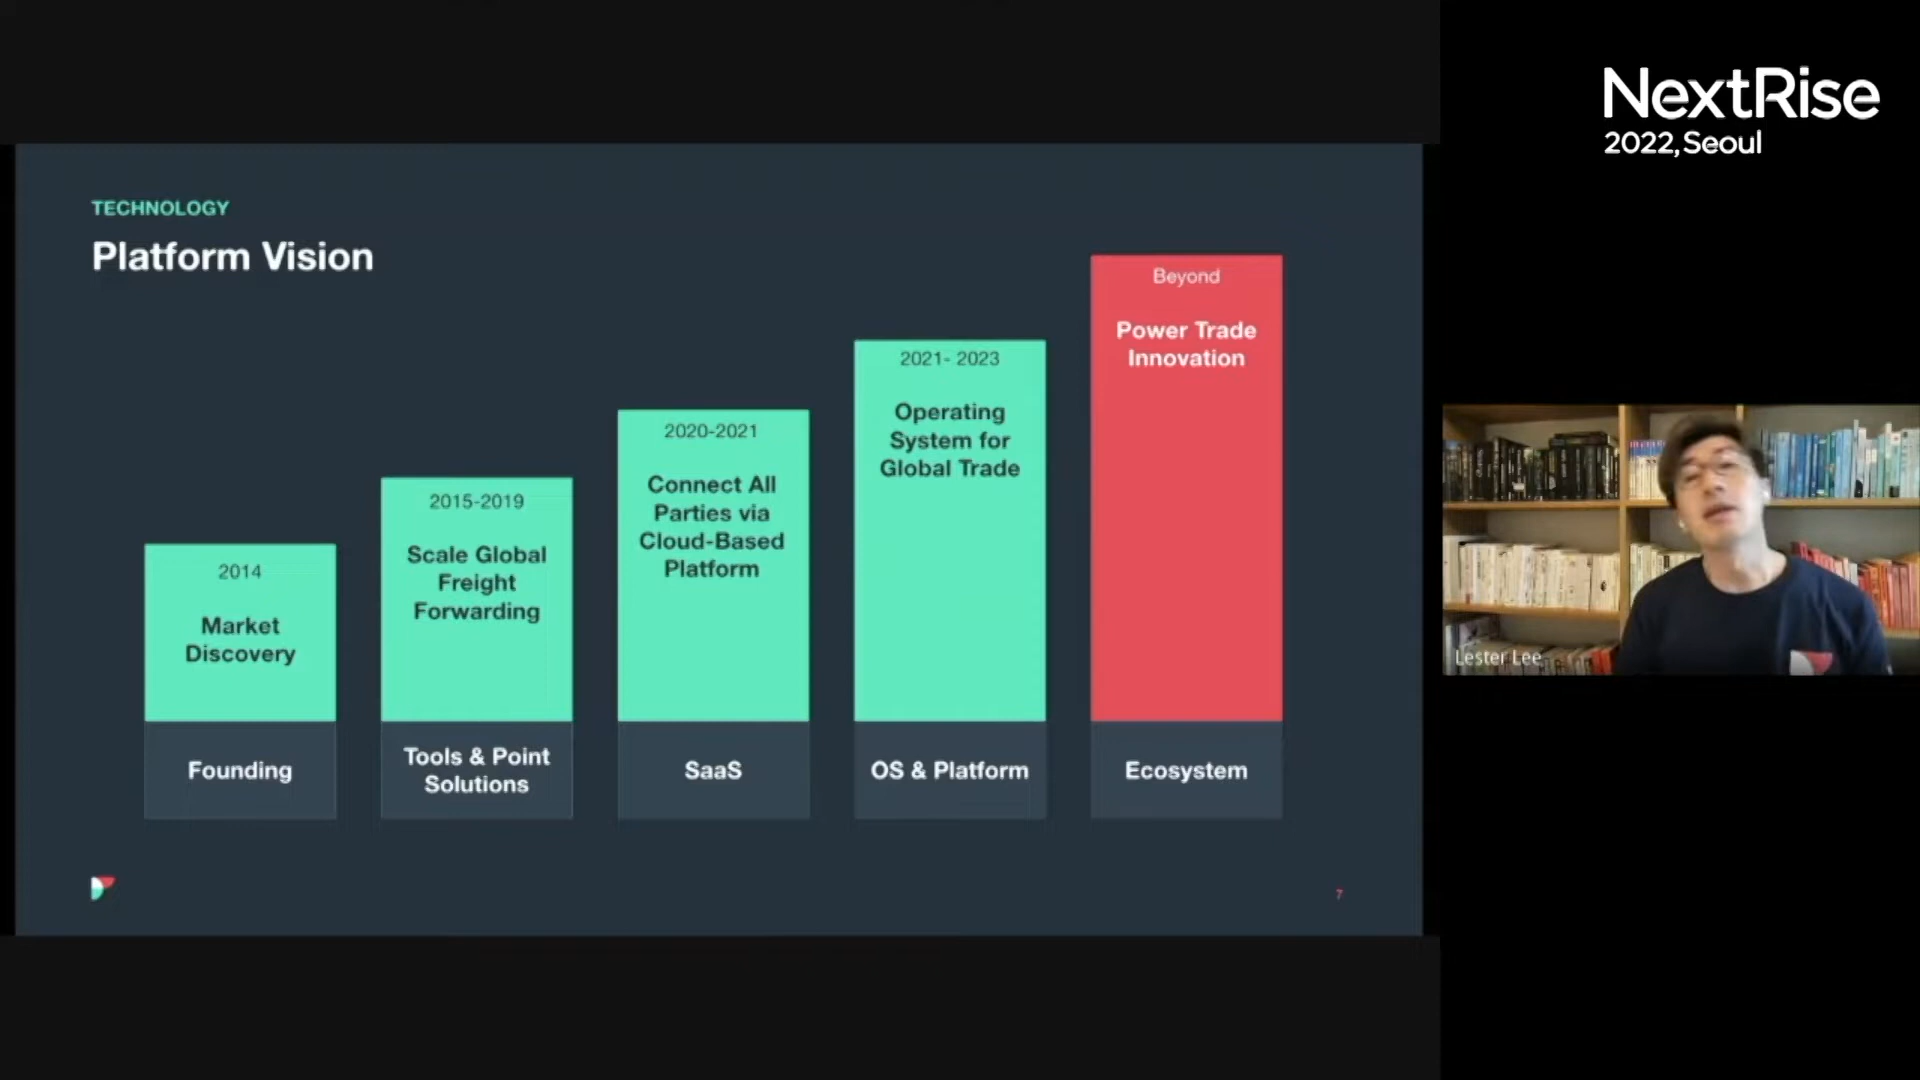 NextRise
2022, Seoul
TECHNOLOGY
Platform Vision
2014
Market
Discovery
Founding
2015-2019
Scale Global
Freight
Forwarding
Tools & Point
Solutions
2020-2021
Connect All
Parties via
Cloud-Based
Platform
SaaS
2021- 2023
Operating
System for
Global Trade
OS & Platform
Beyond
Power Trade
Innovation
Ecosystem
7
Lester Lee